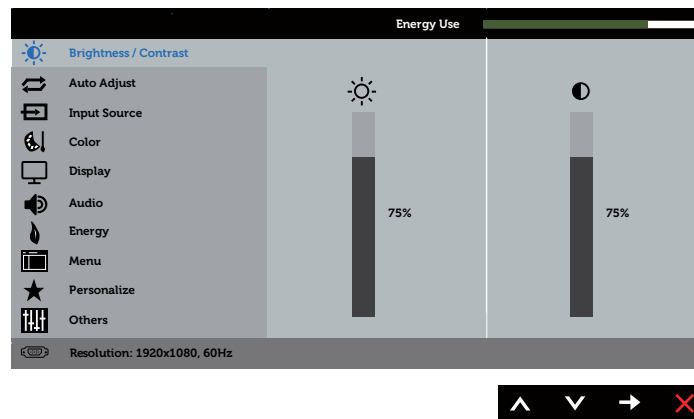 Energy Use
Brightness / Contrast
Auto Adjust
Input Source
Color
Display
Audio
Energy
Menu
Personalize
Others
75%
75%
Resolution: 1920x1080, 60Hz